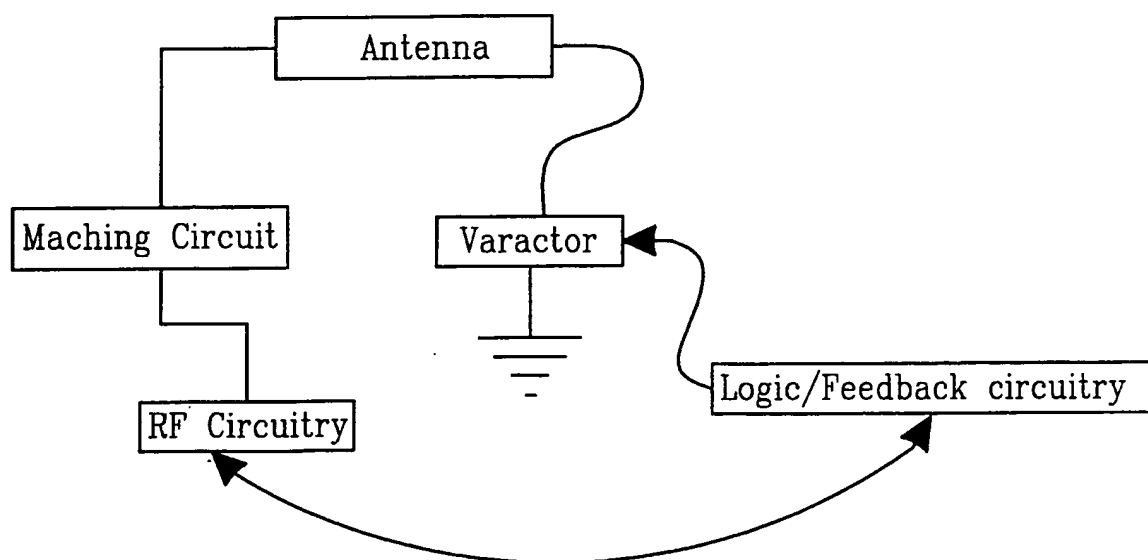 Antenna
Maching Circuit
Varactor
Logic/Feedback circuitry
RF Circuitry